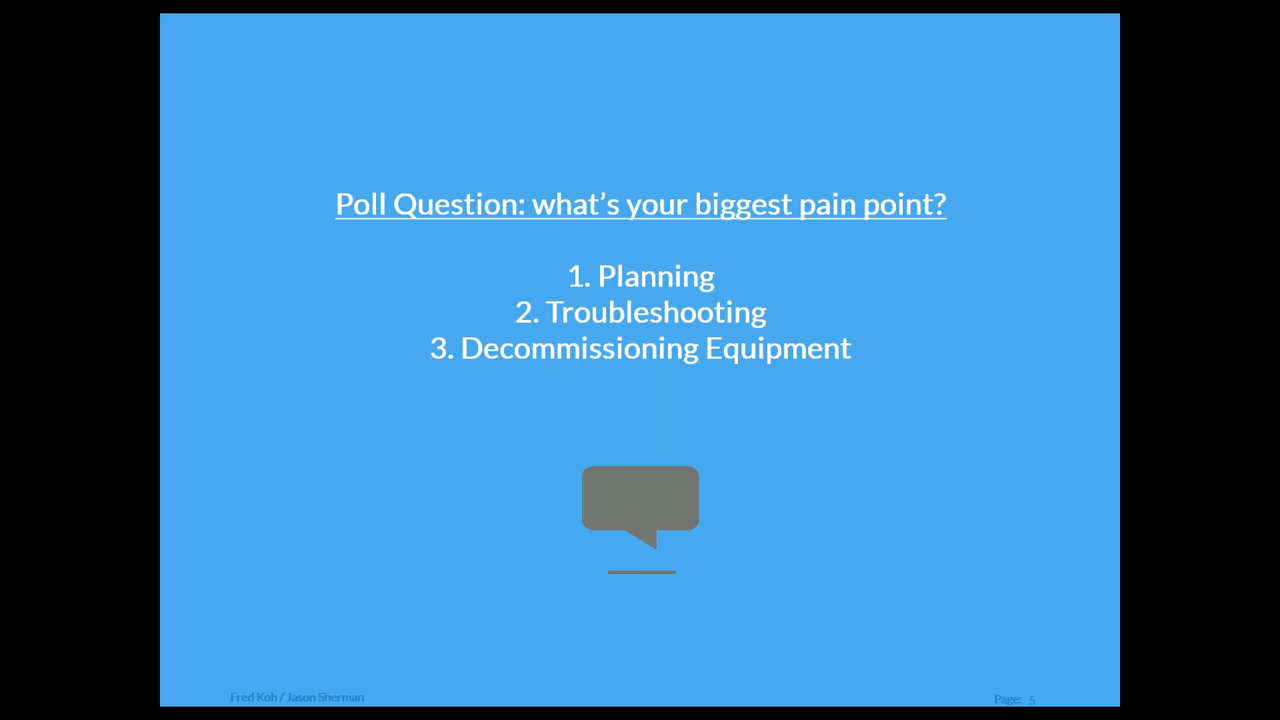 Poll Question: what’s your biggest pain point?
1. Planning
2. Troubleshooting
3. Decommissioning Equipment
Fred Koh / Jason Sherman
Page: 5